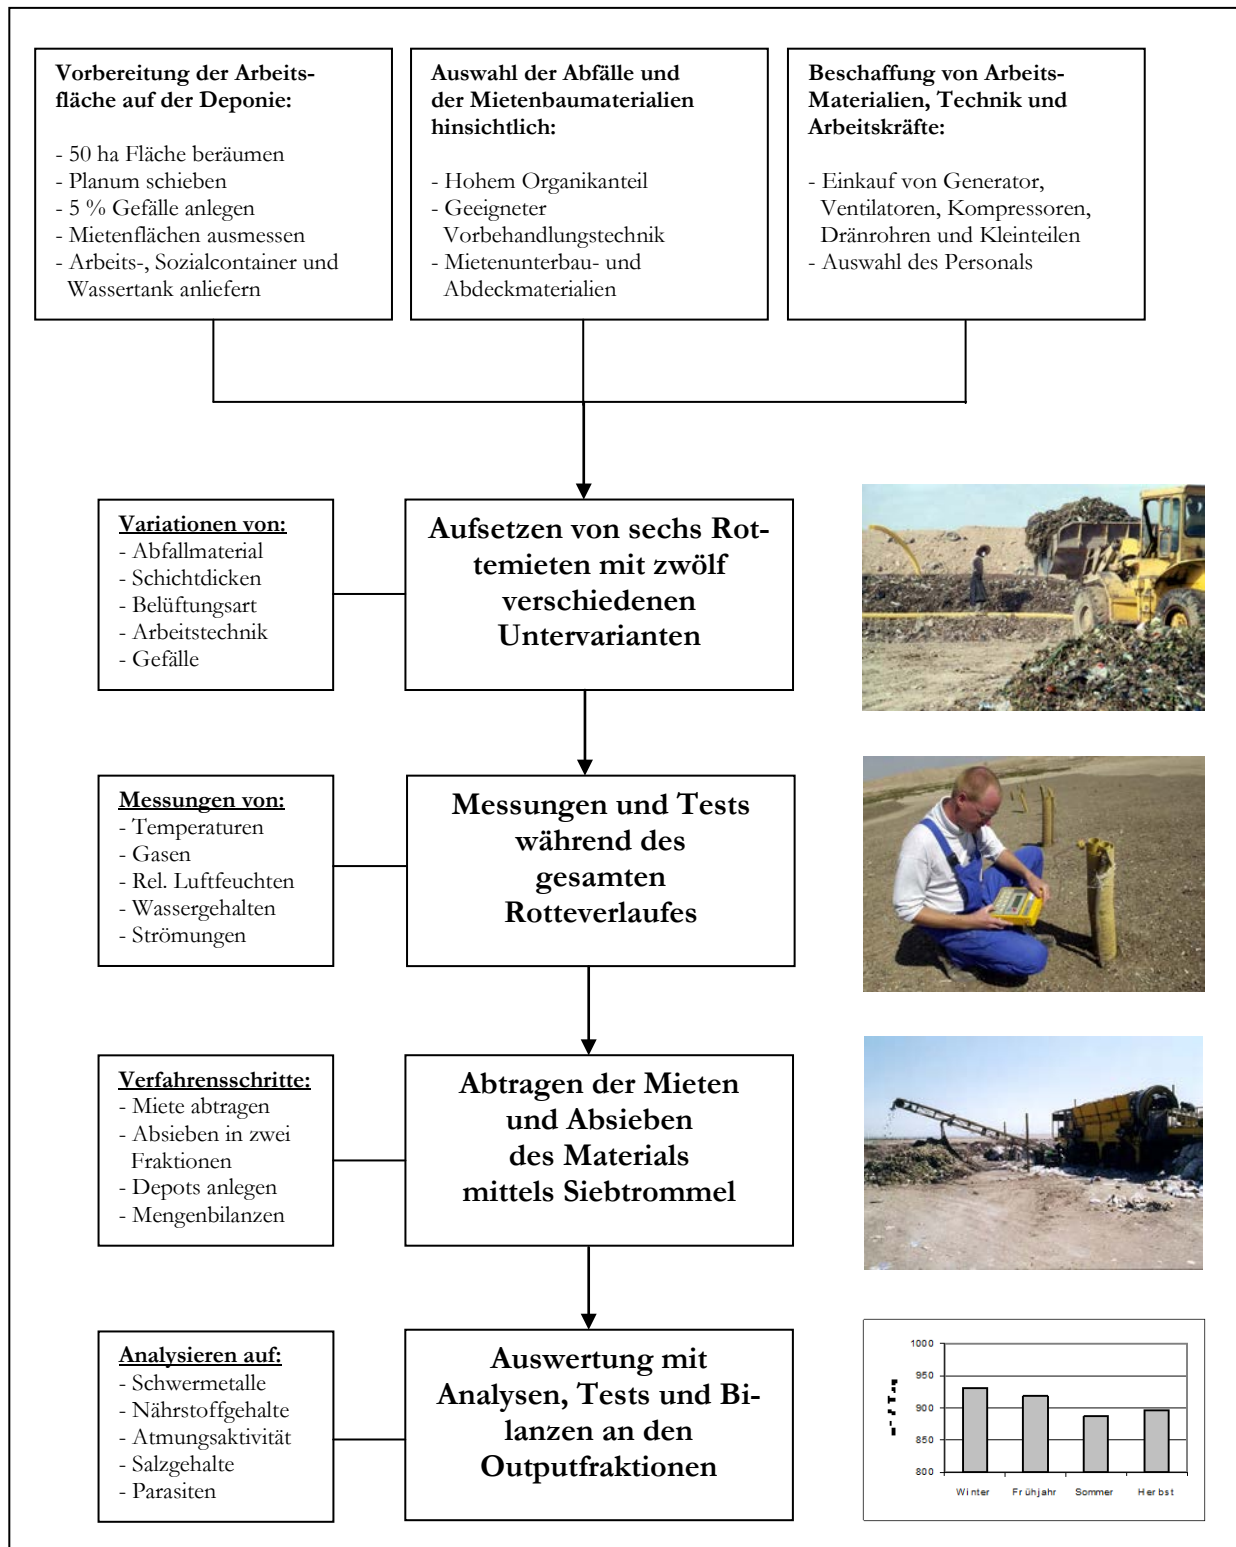 Vorbereitung der Arbeits-
fläche auf der Deponie:
- 50 ha Fläche beräumen
- Planum schieben
- 5 % Gefälle anlegen
- Mietenflächen ausmessen
- Arbeits-, Sozialcontainer und
Wassertank anliefern
Auswahl der Abfälle und
der Mietenbaumaterialien
hinsichtlich:
- Hohem Organikanteil
- Geeigneter
Vorbehandlungstechnik
- Mietenunterbau- und
Abdeckmaterialien
Beschaffung von Arbeits-
Materialien, Technik und
Arbeitskräfte:
- Einkauf von Generator,
Ventilatoren, Kompressoren,
Dränrohren und Kleinteilen
- Auswahl des Personals
Variationen von:
- Abfallmaterial
- Schichtdicken
- Belüftungsart
- Arbeitstechnik
- Gefälle
Aufsetzen von sechs Rot-
temieten mit zwölf
verschiedenen
Untervarianten
Messungen von:
- Temperaturen
- Gasen
- Rel. Luftfeuchten
- Wassergehalten
- Strömungen
Messungen und Tests
während des
gesamten
Rotteverlaufes
Verfahrensschritte:
- Miete abtragen
- Absieben in zwei
Fraktionen
- Depots anlegen
- Mengenbilanzen
Abtragen der Mieten
und Absieben
des Materials
mittels Siebtrommel
Analysieren auf:
- Schwermetalle
- Nährstoffgehalte
- Atmungsaktivität
- Salzgehalte
- Parasiten
Auswertung mit
Analysen, Tests und Bi-
lanzen an den
Outputfraktionen
1000
950
900
850
800
Winter Frühjahr Sommer Herbst